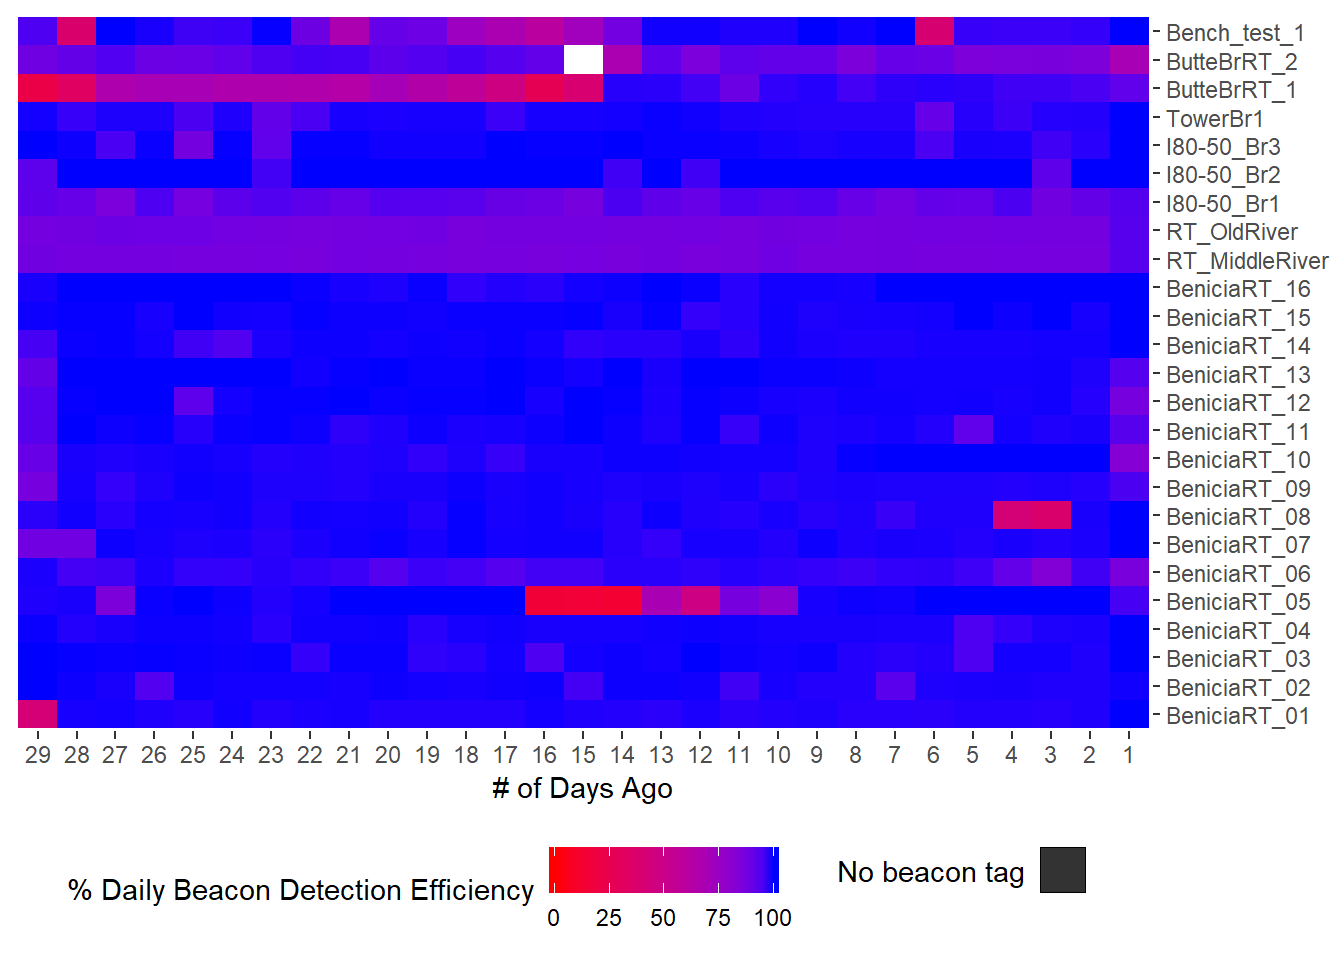 Bench_test_1
ButteBrRT_2
ButteBrRT_1
TowerBr1
I80-50_Br3
I80-50_Br2
I80-50_Br1
RT_OldRiver
RT_MiddleRiver
BeniciaRT_16
BeniciaRT_15
BeniciaRT_14
BeniciaRT_13
BeniciaRT_12
BeniciaRT_11
BeniciaRT_10
BeniciaRT_09
BeniciaRT_08
BeniciaRT_07
BeniciaRT_06
BeniciaRT_05
BeniciaRT_04
BeniciaRT_03
BeniciaRT_02
BeniciaRT_01
29 28 27 26 25 24 23 22 21 20 19 18 17 16 15 14 13 12 11 10 9 8 7 6 5 4 3 2 1
# of Days Ago
% Daily Beacon Detection Efficiency
0 25 50 75 100
No beacon tag